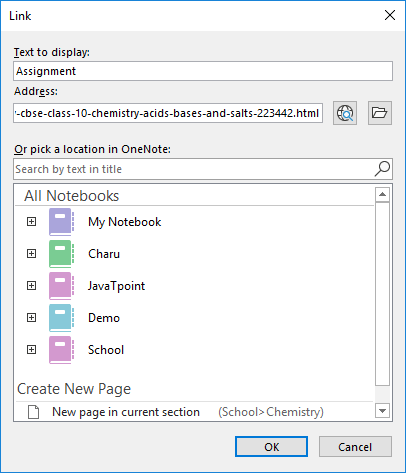 Link
Text to display:
Assignment
Address:
-cbse-class-10-chemistry-acids-bases-and-salts-223442.html
Or pick a location in OneNote:
Search by text in title
All Notebooks
My Notebook
Charu
JavaTpoint
Demo
School
Create New Page
New page in current section (School>Chemistry)
OK Cancel